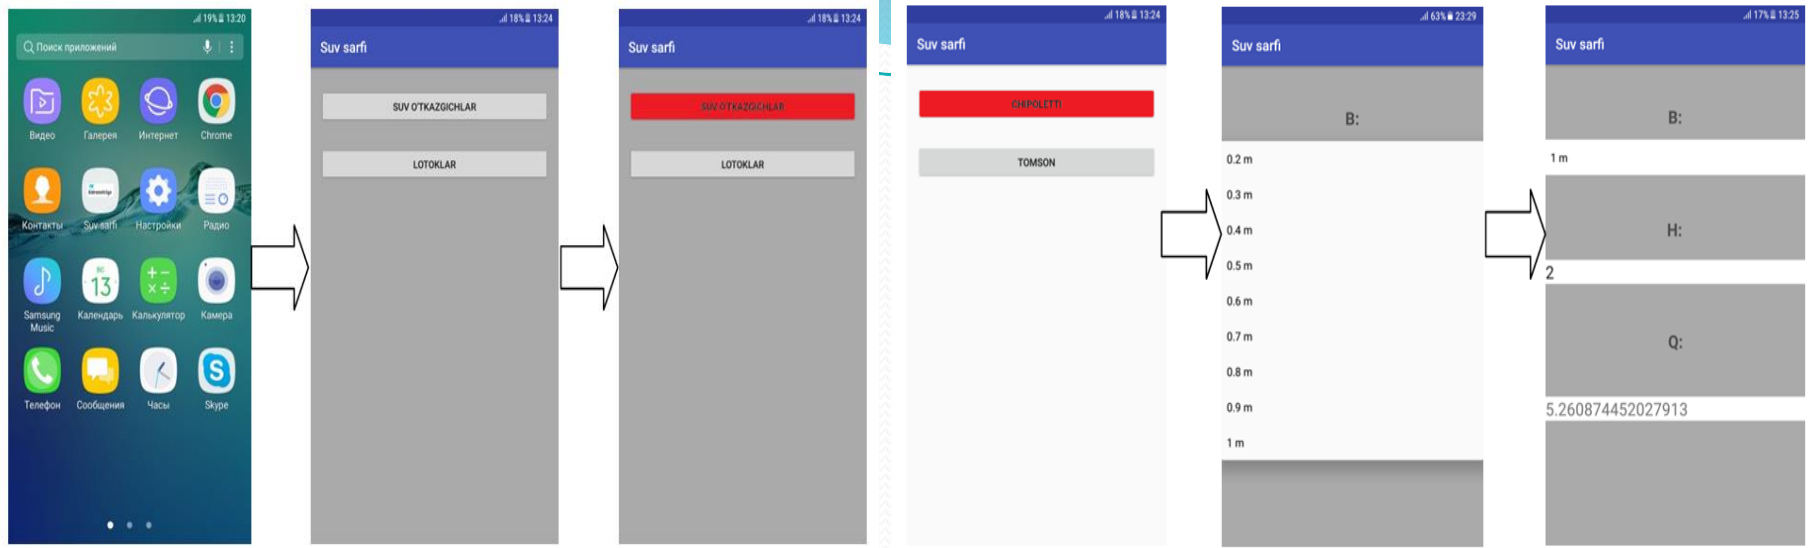 19% 13:20
Поиск приложений
Видео Галерея Интернет Chrome
Контакты Suv sarfi Настройки Радио
ВС
13
Samsung Music Календарь Калькулятор Камера
Телефон Сообщения Часы Skype
18% 13:24
Suv sarfi
SUV O'TKAZGICHLAR
LOTOKLAR
18% 13:24
Suv sarfi
SUV O'TKAZGICHLAR
LOTOKLAR
18% 13:24
Suv sarfi
CHIPOLETTI
TOMSON
63% 23:29
Suv sarfi
B:
0.2 m
0.3 m
0.4 m
0.5 m
0.6 m
0.7 m
0.8 m
0.9 m
1 m
17% 13:25
Suv sarfi
B:
1 m
H:
2
Q:
5.260874452027913